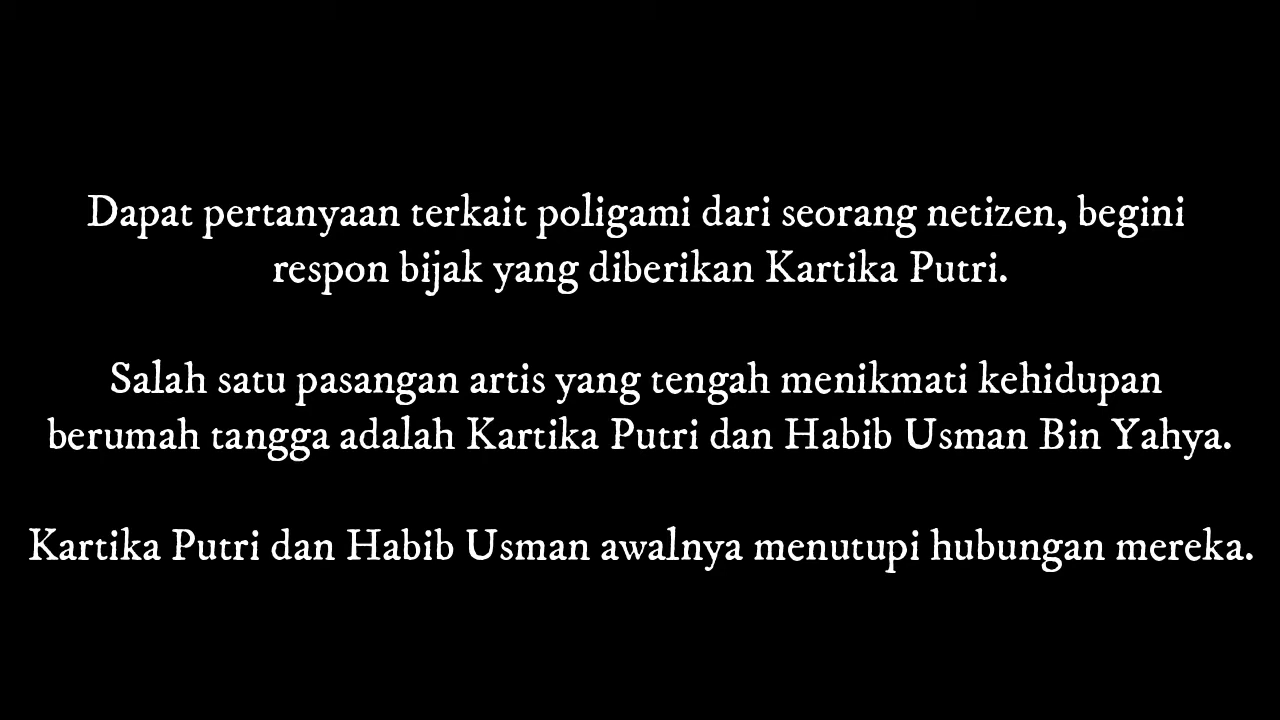 Dapat pertanyaan terkait poligami dari seorang netizen, begini
respon bijak yang diberikan Kartika Putri.
Salah satu pasangan artis yang tengah menikmati kehidupan
berumah tangga adalah Kartika Putri dan Habib Usman Bin Yahya.
Kartika Putri dan Habib Usman awalnya menutupi hubungan mereka.